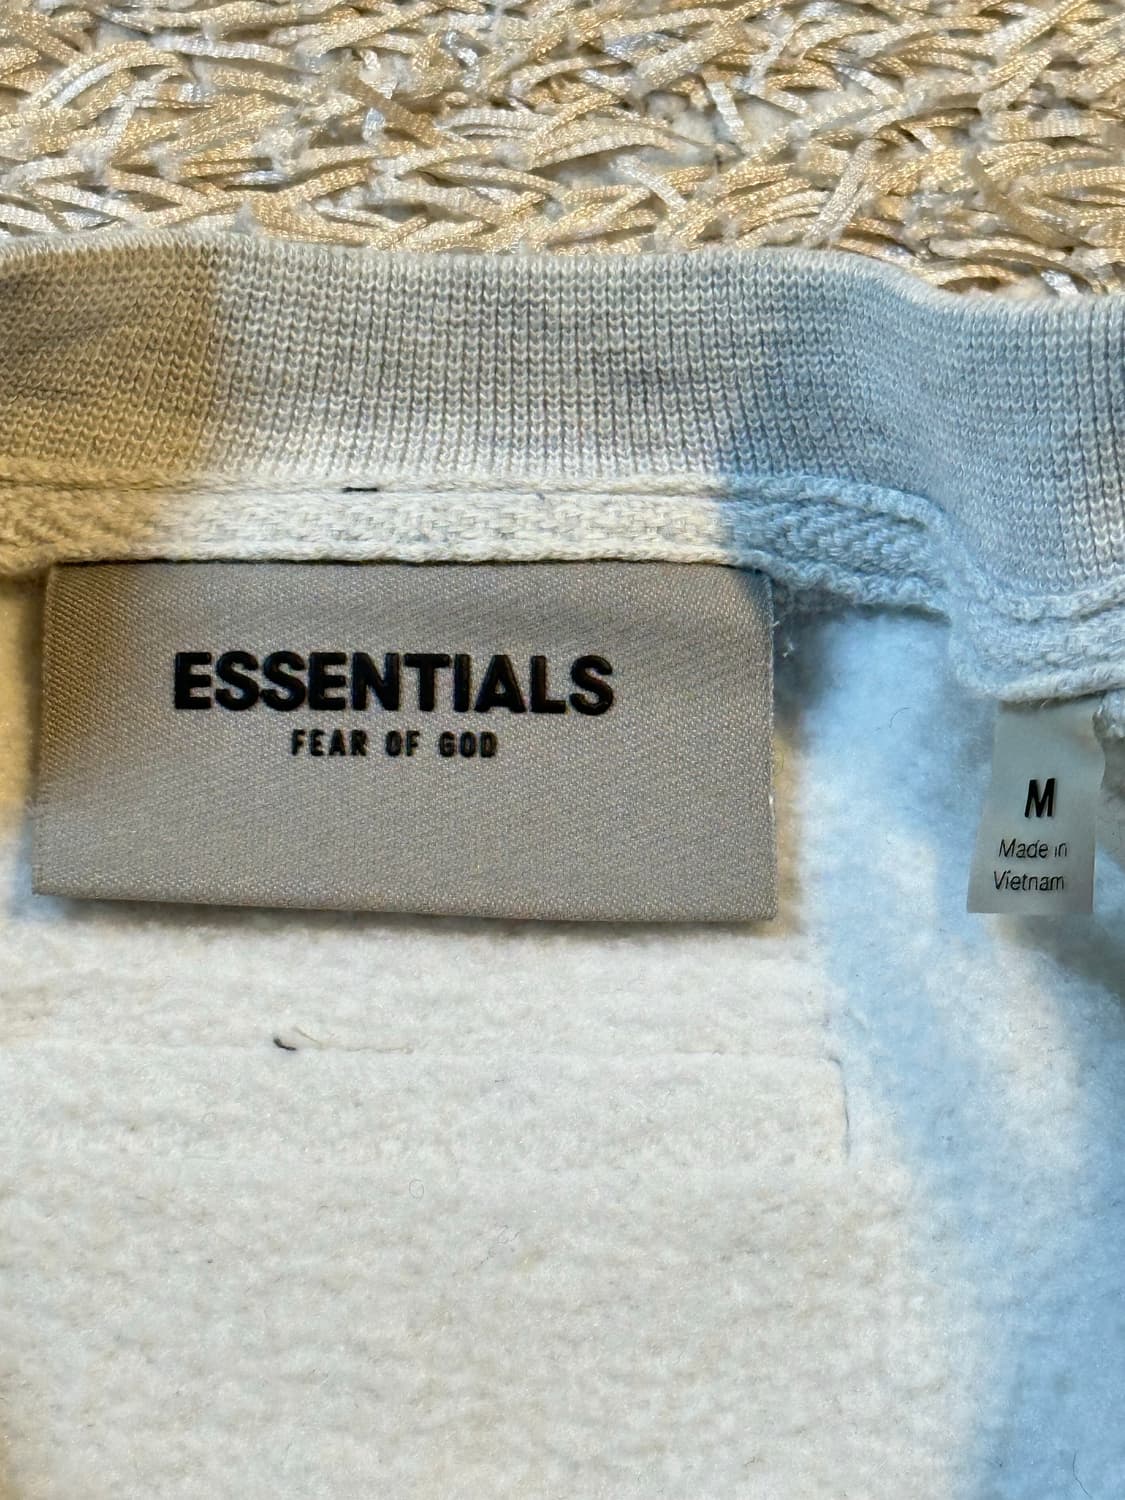 ESSENTIALS
FEAR OF GOD
M
Made in
Vietnam